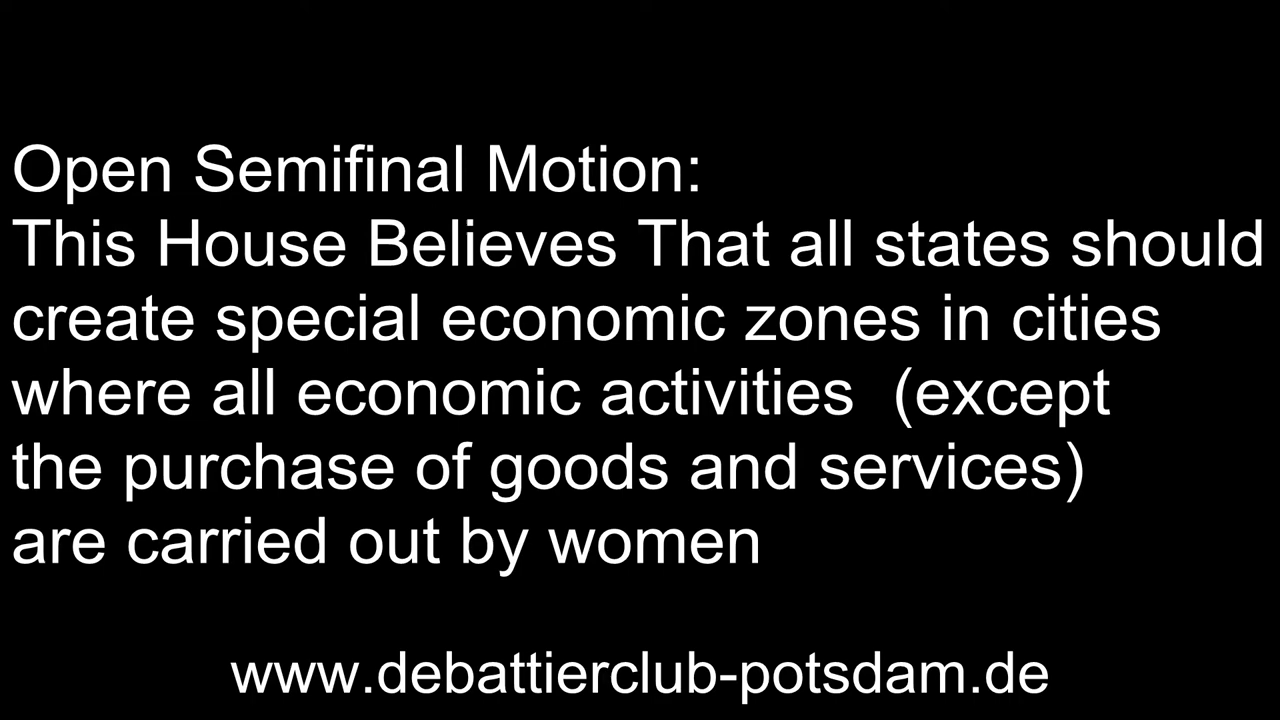 Open Semifinal Motion:
This House Believes That all states should
create special economic zones in cities
where all economic activities  (except
the purchase of goods and services)
are carried out by women
www.debattierclub-potsdam.de